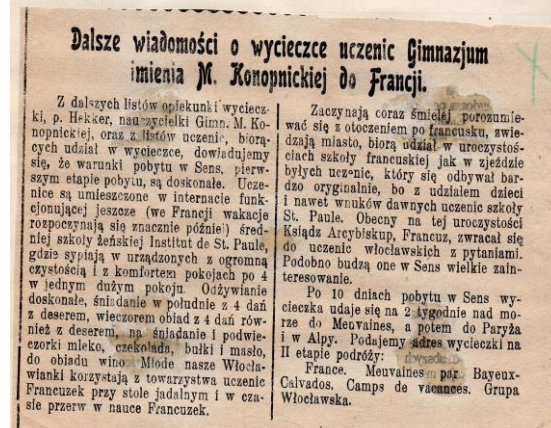 Dalsze wiadomości o wycieczce uczenic Gimnazjum
imienia M. Konopnickiej do Francji.
Z dalszych listów opiekunki wyciecz-
ki, p. Hekker, nauczycielki Gimn. M. Ko-
nopnickiej, oraz z listów uczenic, biorą-
cych udział w wycieczce, dowiadujemy
się, że warunki pobytu w Sens, pierw-
szym etapie pobytu, są doskonałe. Ucze-
nice są umieszczone w internacie funk-
cjonującej jeszcze (we Francji wakacje
rozpoczynają się znacznie później) śred-
niej szkoły żeńskiej Institut de St. Paule,
gdzie sypiają w urządzonych z ogromną
czystością i z komfortem pokojach po 4
w jednym dużym pokoju. Odżywianie
doskonałe, śniadanie w południe z 4 dań
z deserem, wieczorem obiad z 4 dań rów-
nież z deserem, na śniadanie i podwie-
czorki mleko, czekolada, bułki i masło,
do obiadu wino. Młode nasze Włocła-
wianki korzystają z towarzystwa uczenic
Francuzek przy stole jadalnym i w cza-
sie przerw w nauce Francuzek.
Zaczynają coraz śmielej porozumie-
wać się z otoczeniem po francusku, zwie-
dzają miasto, biorą udział w uroczystoś-
ciach szkoły francuskiej jak w zjeździe
byłych uczenic, który się odbywał bar-
dzo oryginalnie, bo z udziałem dzieci
i nawet wnuków dawnych uczenic szkoły
St. Paule. Obecny na tej uroczystości
Ksiądz Arcybiskup, Francuz, zwracał się
do uczenic włocławskich z pytaniami.
Podobno budzą one w Sens wielkie zain-
teresowanie.
Po 10 dniach pobytu w Sens wy-
cieczka udaje się na 2 tygodnie nad mo-
rze do Meuvaines, a potem do Paryża
i w Alpy. Podajemy adres wycieczki na
II etapie podróży:
France. Meuvaines par Bayeux-
Calvados. Camps de vacances. Grupa
Włocławska.